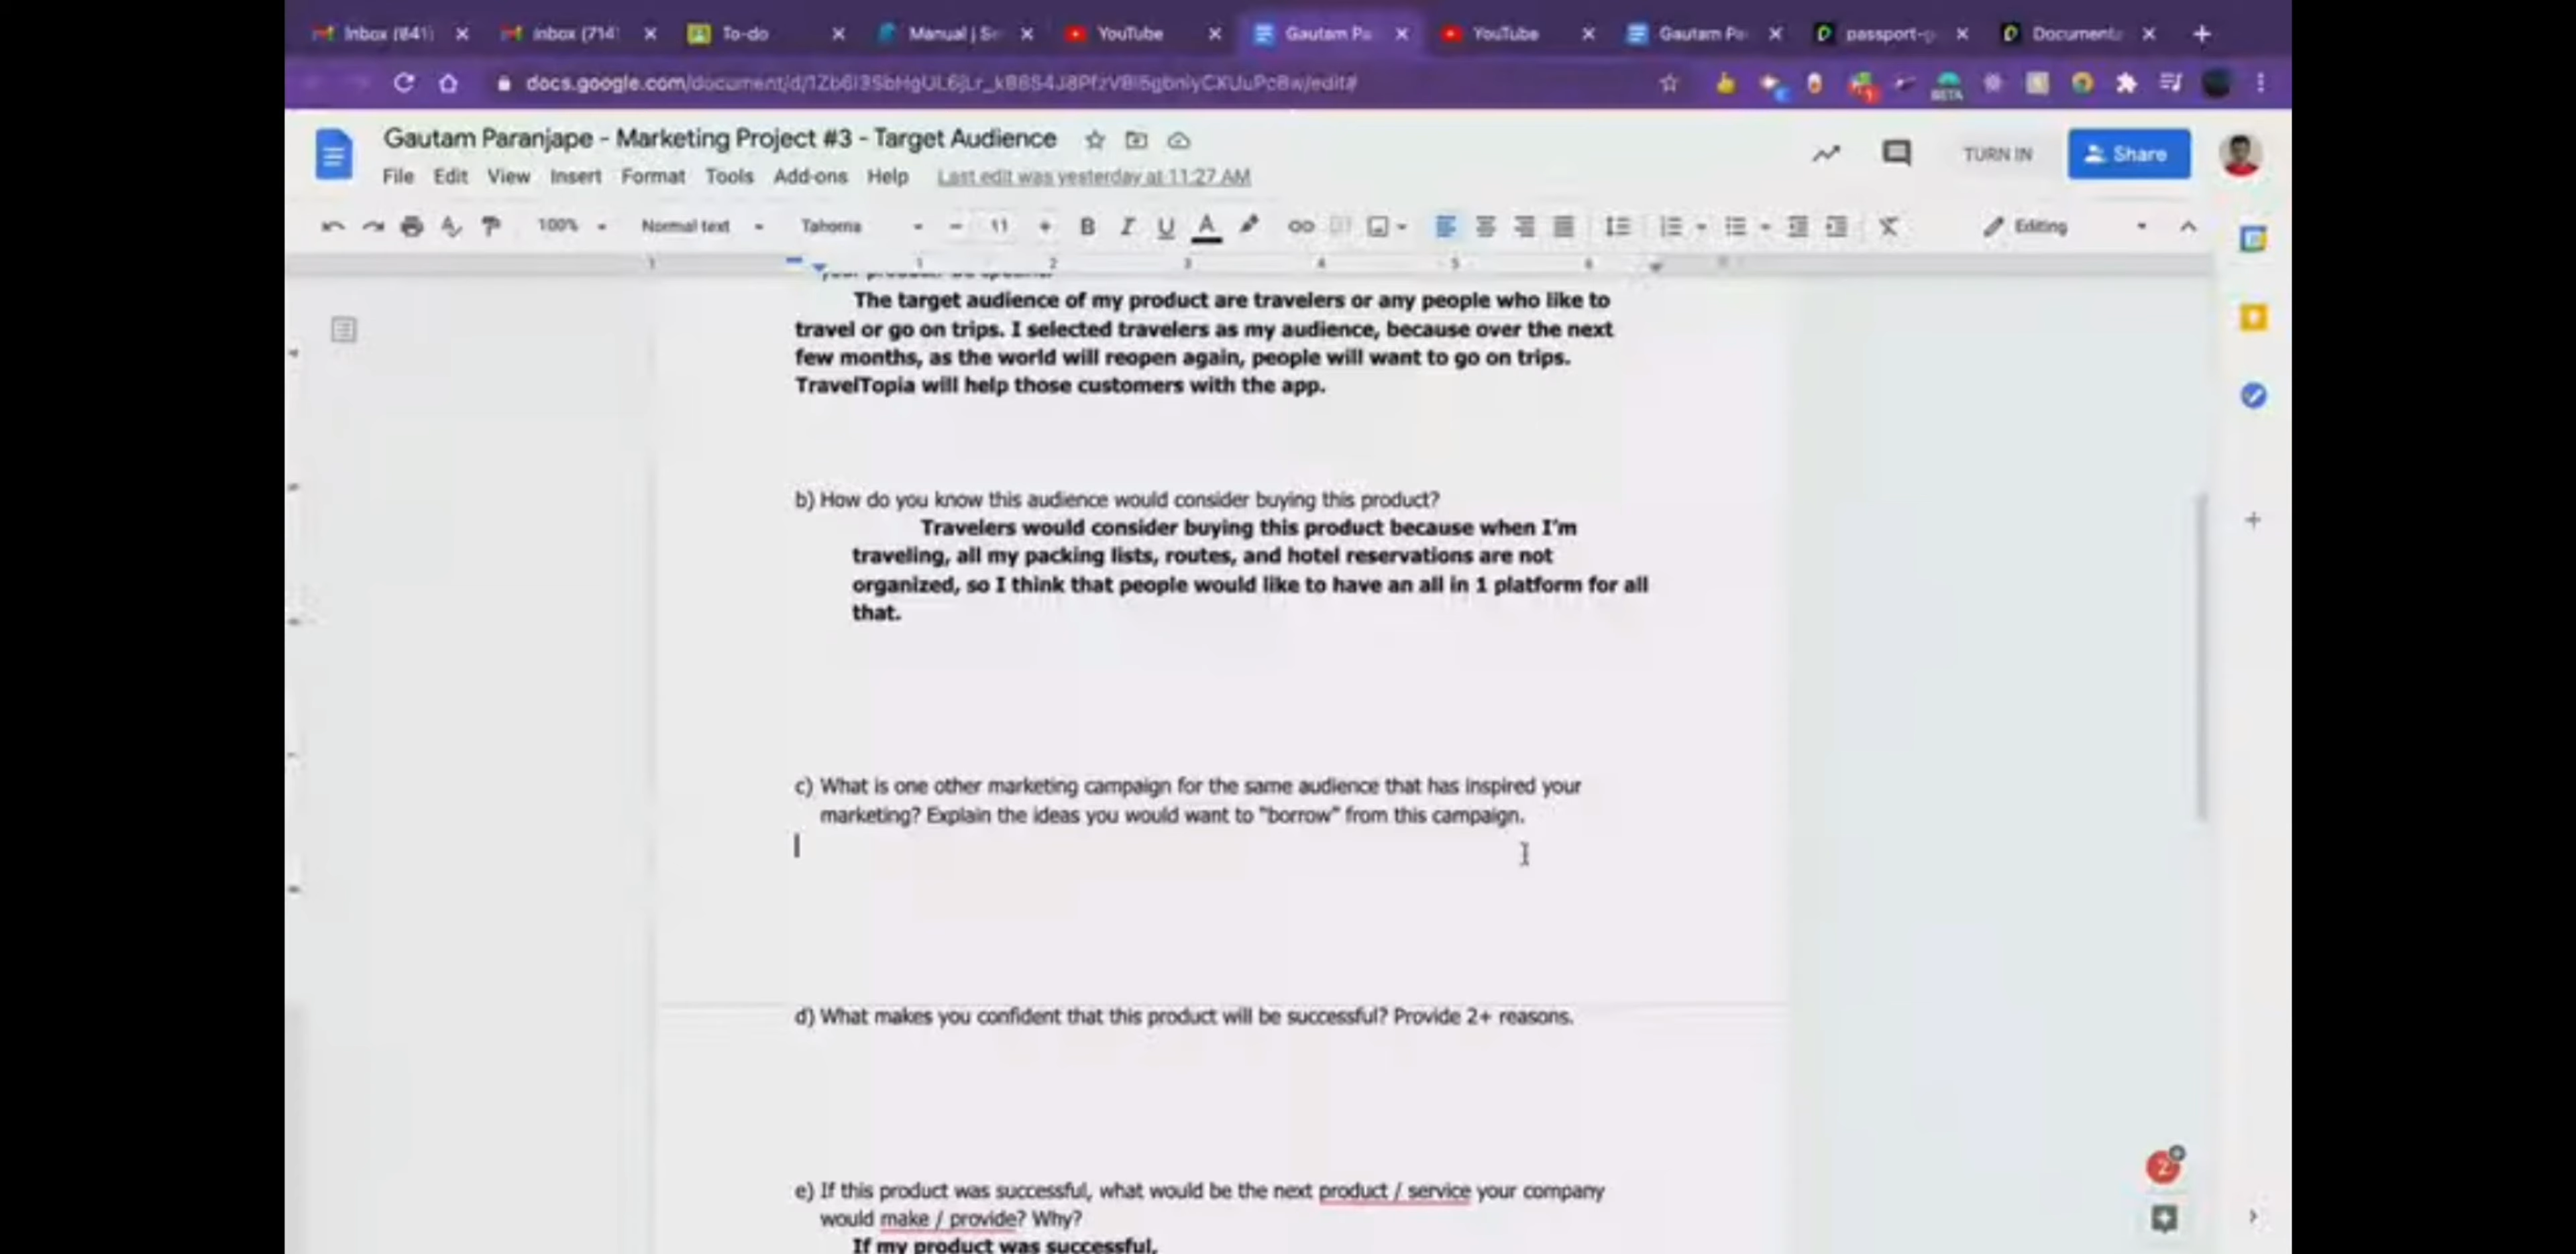 Inbox (841)
Inbox (714)
To-do
Manual | Se
YouTube
Gautam Pa
YouTube
Gautam Pa
passport-p
Documenta
docs.google.com/document/d/
Gautam Paranjape - Marketing Project #3 - Target Audience
TURN IN
Share
File Edit View Insert Format Tools Add-ons Help Last edit was yesterday at 11:27 AM
100% Normal text Tahoma - 11 + B I U A Editing
1 1 2 3 4 5 6
The target audience of my product are travelers or any people who like to
travel or go on trips. I selected travelers as my audience, because over the next
few months, as the world will reopen again, people will want to go on trips.
TravelTopia will help those customers with the app.
b) How do you know this audience would consider buying this product?
Travelers would consider buying this product because when I'm
traveling, all my packing lists, routes, and hotel reservations are not
organized, so I think that people would like to have an all in 1 platform for all
that.
c) What is one other marketing campaign for the same audience that has inspired your
marketing? Explain the ideas you would want to "borrow" from this campaign.
d) What makes you confident that this product will be successful? Provide 2+ reasons.
e) If this product was successful, what would be the next product / service your company
would make / provide? Why?
If my product was successful,
2